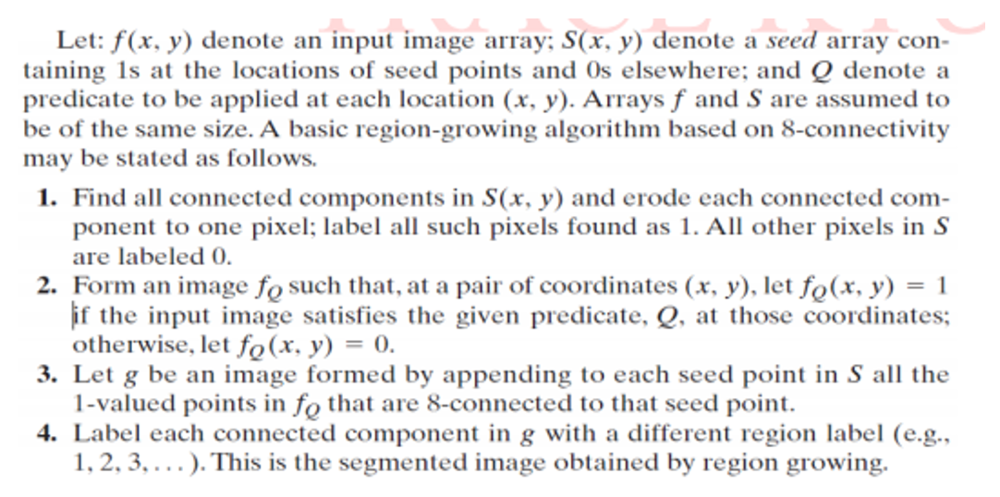 Let: f(x, y) denote an input image array; S(x, y) denote a seed array con-
taining 1s at the locations of seed points and 0s elsewhere; and Q denote a
predicate to be applied at each location (x, y). Arrays f and S are assumed to
be of the same size. A basic region-growing algorithm based on 8-connectivity
may be stated as follows.
1. Find all connected components in S(x, y) and erode each connected com-
ponent to one pixel; label all such pixels found as 1. All other pixels in S
are labeled 0.
2. Form an image f_Q such that, at a pair of coordinates (x, y), let f_Q(x, y) = 1
if the input image satisfies the given predicate, Q, at those coordinates;
otherwise, let f_Q(x, y) = 0.
3. Let g be an image formed by appending to each seed point in S all the
1-valued points in f_Q that are 8-connected to that seed point.
4. Label each connected component in g with a different region label (e.g.,
1, 2, 3, . . . ). This is the segmented image obtained by region growing.